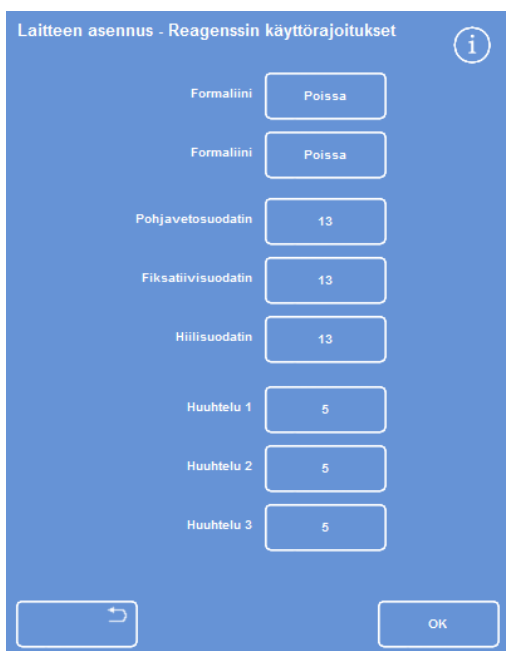 Laitteen asennus - Reagenssin käyttörajoitukset
i
Formaliini Poissa
Formaliini Poissa
Pohjavetosuodatin 13
Fiksatiivisuodatin 13
Hiilisuodatin 13
Huuhtelu 1 5
Huuhtelu 2 5
Huuhtelu 3 5
OK